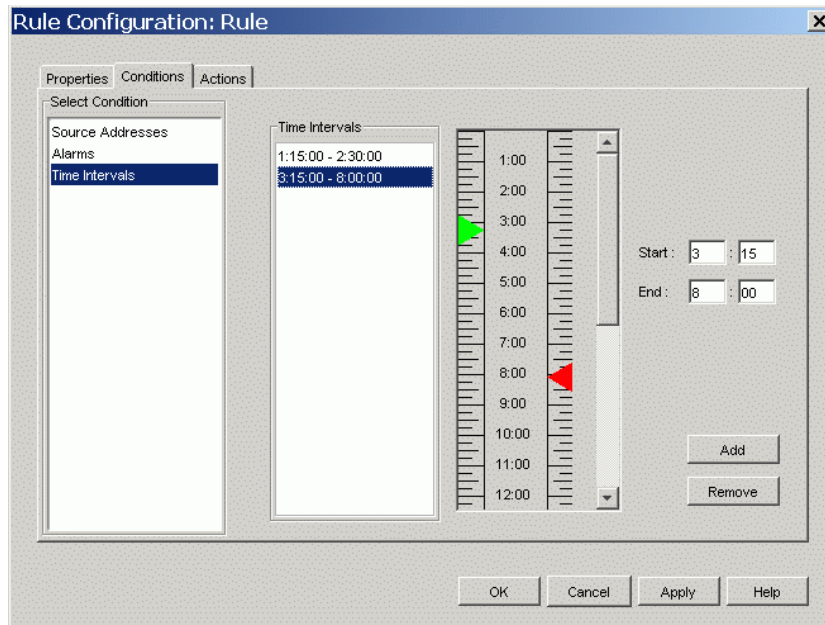 Rule Configuration: Rule
Properties
Conditions
Actions
Select Condition
Source Addresses
Alarms
Time Intervals
Time Intervals
1:15:00 - 2:30:00
3:15:00 - 8:00:00
1:00
2:00
3:00
4:00
5:00
6:00
7:00
8:00
9:00
10:00
11:00
12:00
Start : 3 : 15
End : 8 : 00
Add
Remove
OK
Cancel
Apply
Help